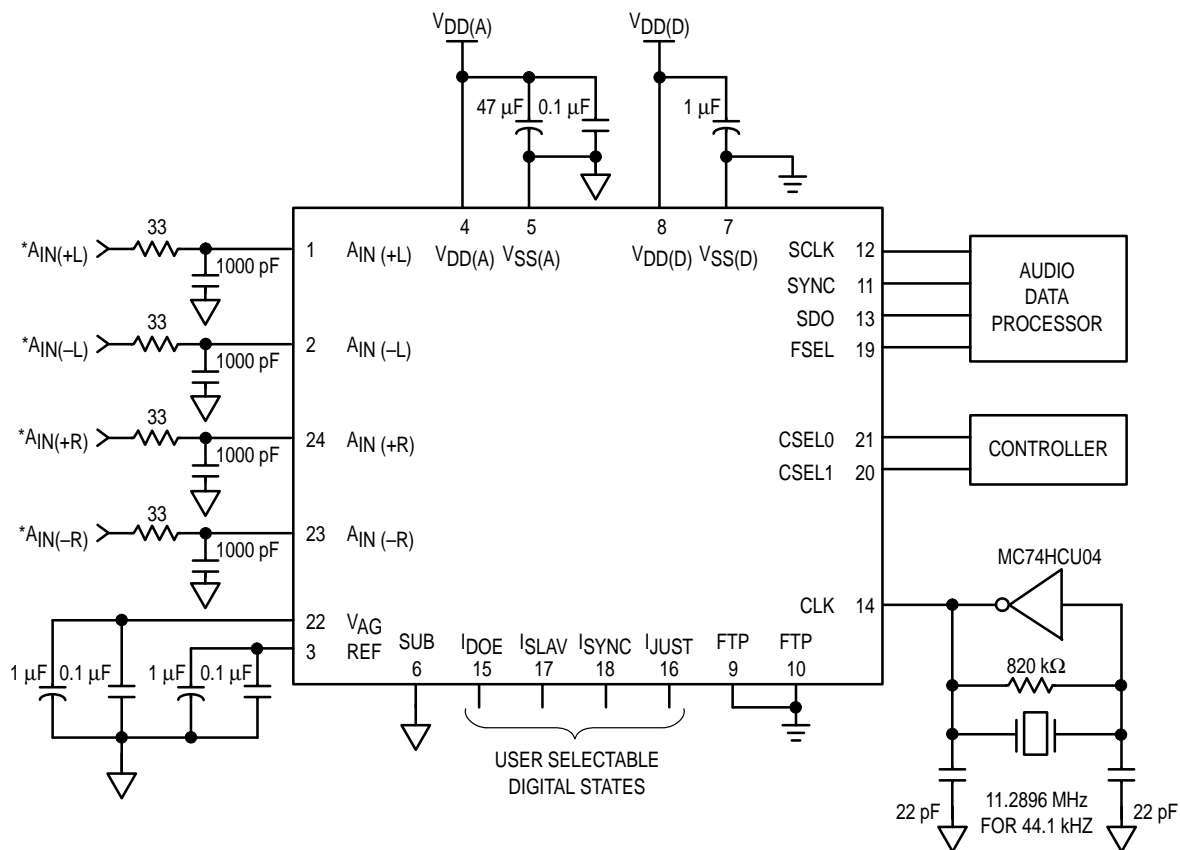 VDD(A)
VDD(D)
47 µF
0.1 µF
1 µF
4
5
8
7
VDD(A)
VSS(A)
VDD(D)
VSS(D)
*AIN(+L)
33
1000 pF
1
AIN (+L)
*AIN(–L)
33
1000 pF
2
AIN (–L)
*AIN(+R)
33
1000 pF
24
AIN (+R)
*AIN(–R)
33
1000 pF
23
AIN (–R)
SCLK
12
SYNC
11
SDO
13
FSEL
19
AUDIO
DATA
PROCESSOR
CSEL0
21
CSEL1
20
CONTROLLER
MC74HCU04
CLK
14
820 kΩ
22
VAG
3
REF
1 µF
0.1 µF
1 µF
0.1 µF
SUB
6
IDOE
15
ISLAV
17
ISYNC
18
IJUST
16
FTP
9
FTP
10
USER SELECTABLE
DIGITAL STATES
22 pF
11.2896 MHz
FOR 44.1 kHZ
22 pF